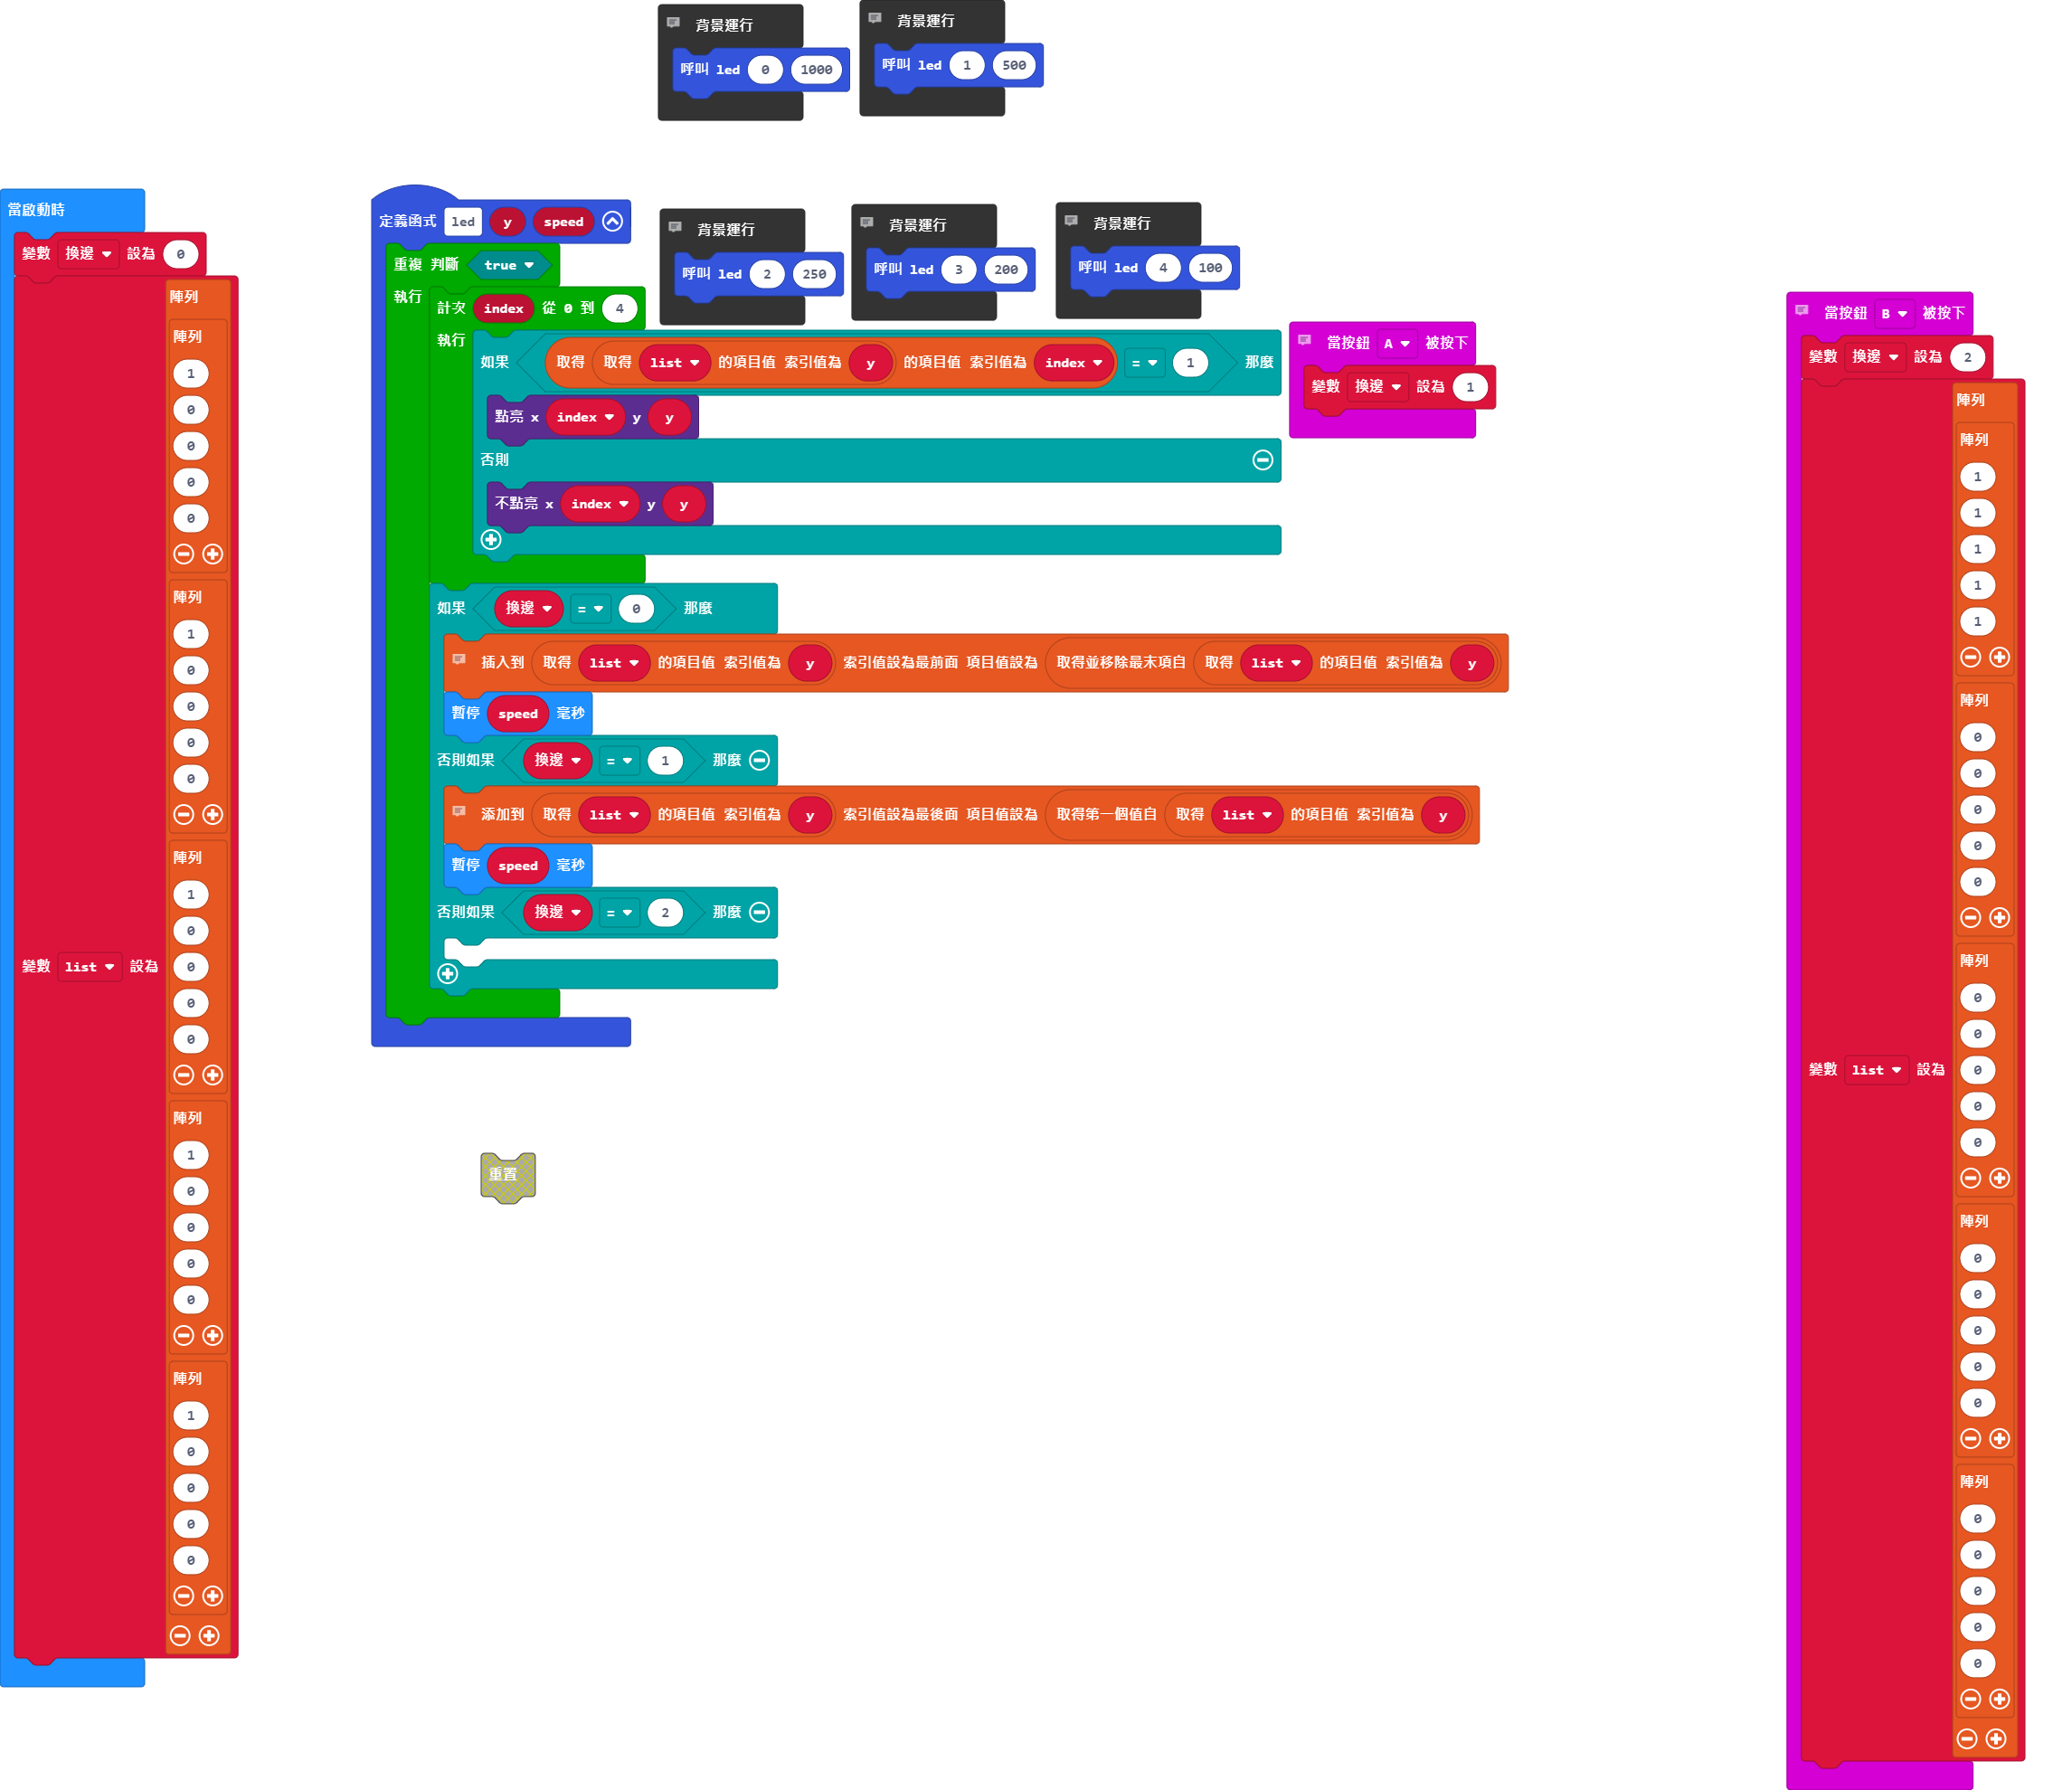 背景運行
呼叫 led 0 1000
背景運行
呼叫 led 1 500
當啟動時
變數 換邊 設為 0
變數 list 設為
陣列
陣列
1
0
0
0
0
陣列
1
0
0
0
0
陣列
1
0
0
0
0
陣列
1
0
0
0
0
陣列
1
0
0
0
0
定義函式 led y speed
重複 判斷 true
執行
計次 index 從 0 到 4
執行
如果 取得 取得 list 的項目值 索引值為 y 的項目值 索引值為 index = 1 那麼
點亮 x index y y
否則
不點亮 x index y y
如果 換邊 = 0 那麼
插入到 取得 list 的項目值 索引值為 y 索引值設為最前面 項目值設為 取得並移除最末項自 取得 list 的項目值 索引值為 y
暫停 speed 毫秒
否則如果 換邊 = 1 那麼
添加到 取得 list 的項目值 索引值為 y 索引值設為最後面 項目值設為 取得第一個值自 取得 list 的項目值 索引值為 y
暫停 speed 毫秒
否則如果 換邊 = 2 那麼
重置
背景運行
呼叫 led 2 250
背景運行
呼叫 led 3 200
背景運行
呼叫 led 4 100
當按鈕 A 被按下
變數 換邊 設為 1
當按鈕 B 被按下
變數 換邊 設為 2
變數 list 設為
陣列
陣列
1
1
1
1
1
陣列
0
0
0
0
0
陣列
0
0
0
0
0
陣列
0
0
0
0
0
陣列
0
0
0
0
0